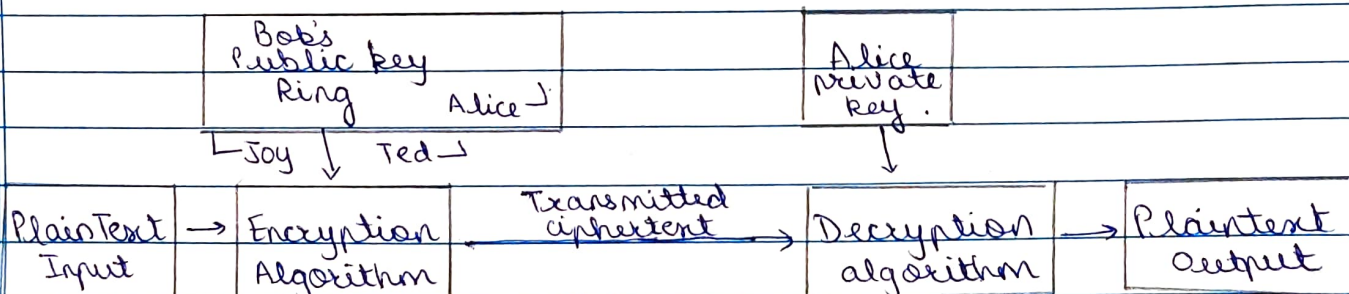 Bob's
Public key
Ring
Alice
Joy
Ted
Alice
private
key.
PlainText
Input
Encryption
Algorithm
Transmitted
ciphertext
Decryption
algorithm
Plaintext
Output